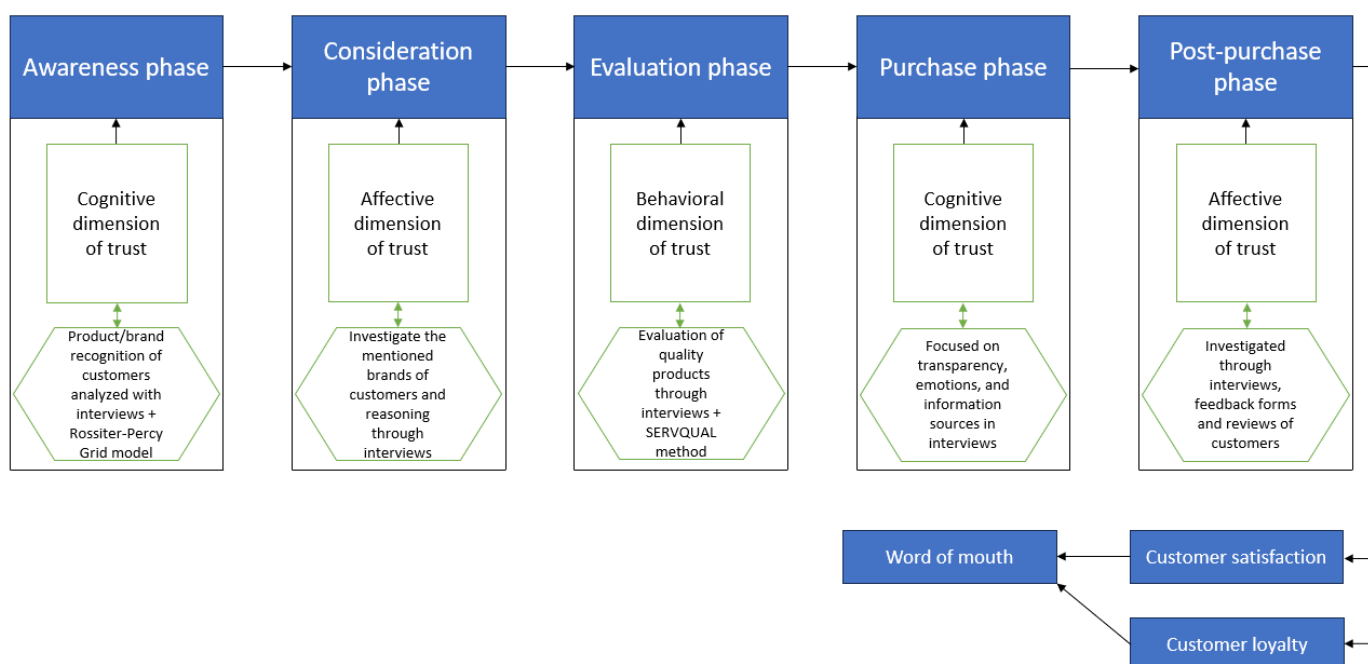 Awareness phase
Consideration
phase
Evaluation phase
Purchase phase
Post-purchase
phase
Cognitive
dimension
of trust
Affective
dimension
of trust
Behavioral
dimension
of trust
Cognitive
dimension
of trust
Affective
dimension
of trust
Product/brand
recognition of
customers
analyzed with
interviews +
Rossiter-Percy
Grid model
Investigate the
mentioned
brands of
customers and
reasoning
through
interviews
Evaluation of
quality
products
through
interviews +
SERVQUAL
method
Focused on
transparency,
emotions, and
information
sources in
interviews
Investigated
through
interviews,
feedback forms
and reviews of
customers
Word of mouth
Customer satisfaction
Customer loyalty